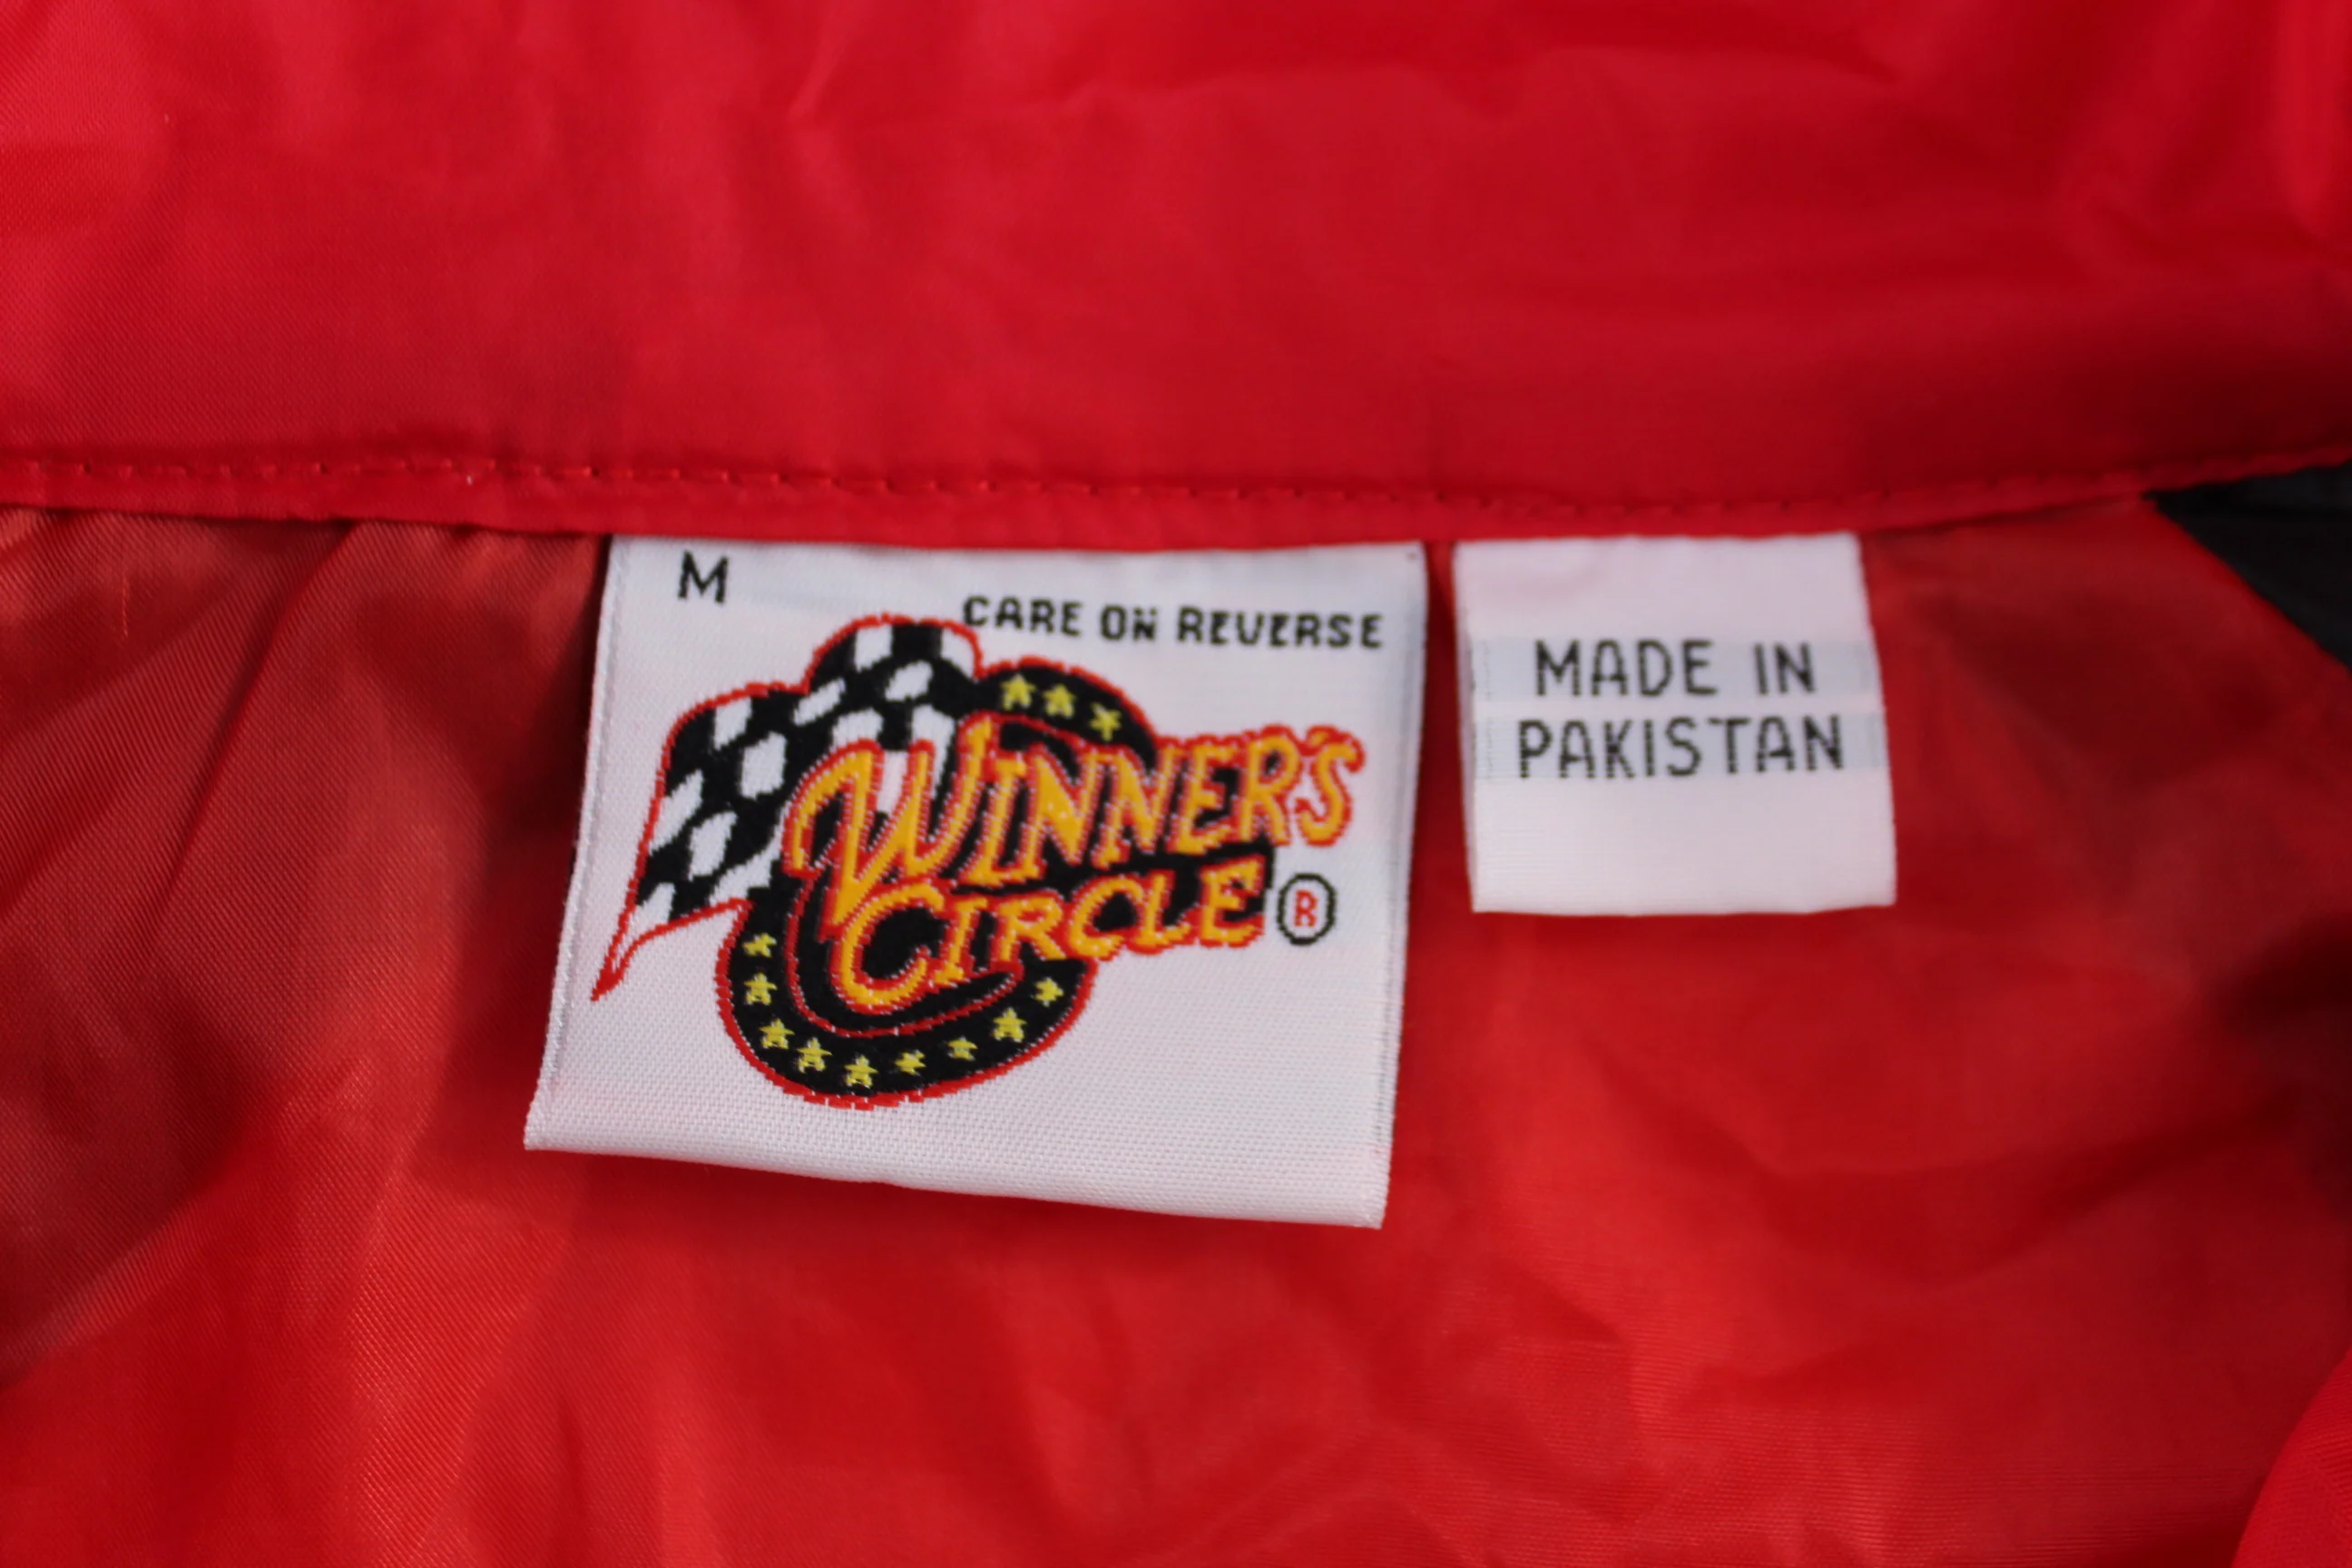 M
CARE ON REVERSE
WINNER'S
CIRCLE ®
MADE IN
PAKISTAN